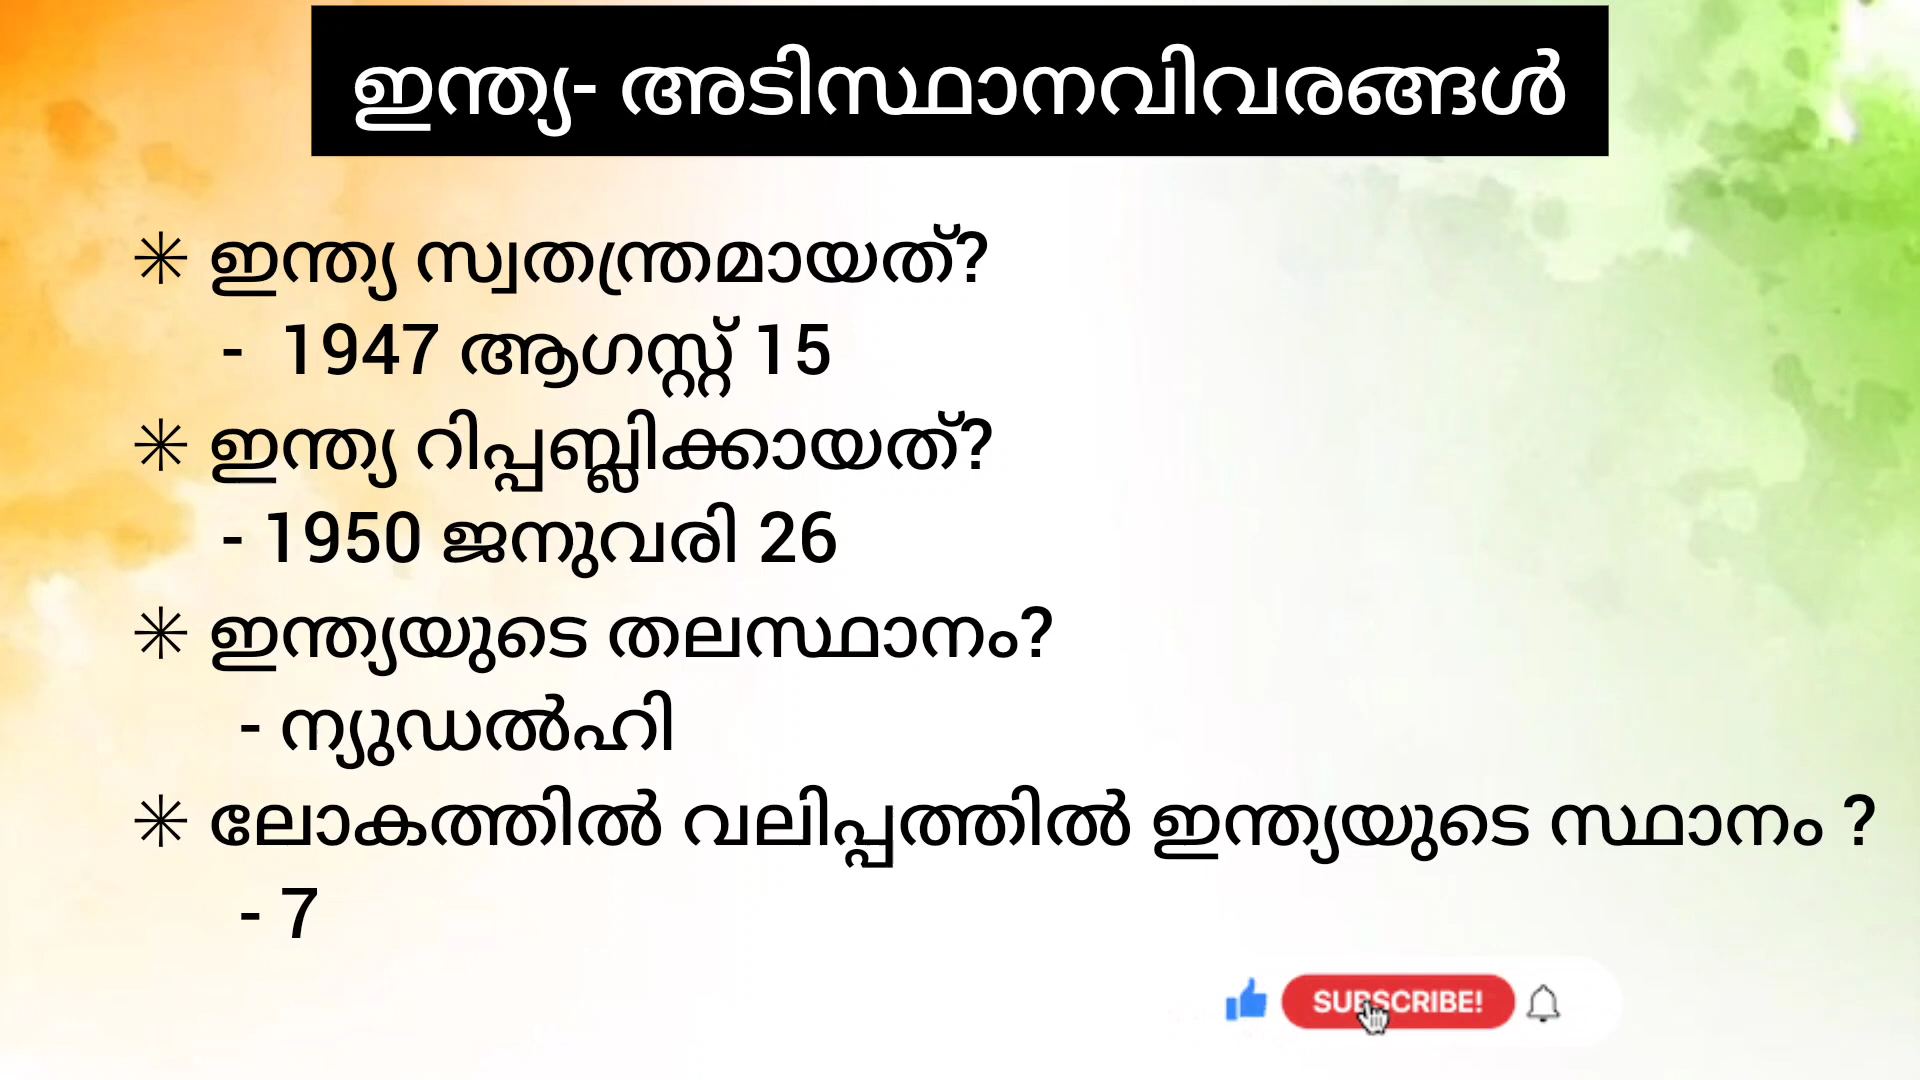 ഇന്ത്യ- അടിസ്ഥാനവിവരങ്ങൾ
✳ ഇന്ത്യ സ്വതന്ത്രമായത്?
- 1947 ആഗസ്റ്റ് 15
✳ ഇന്ത്യ റിപ്പബ്ലിക്കായത്?
- 1950 ജനുവരി 26
✳ ഇന്ത്യയുടെ തലസ്ഥാനം?
- ന്യുഡൽഹി
✳ ലോകത്തിൽ വലിപ്പത്തിൽ ഇന്ത്യയുടെ സ്ഥാനം ?
- 7
SUBSCRIBE!